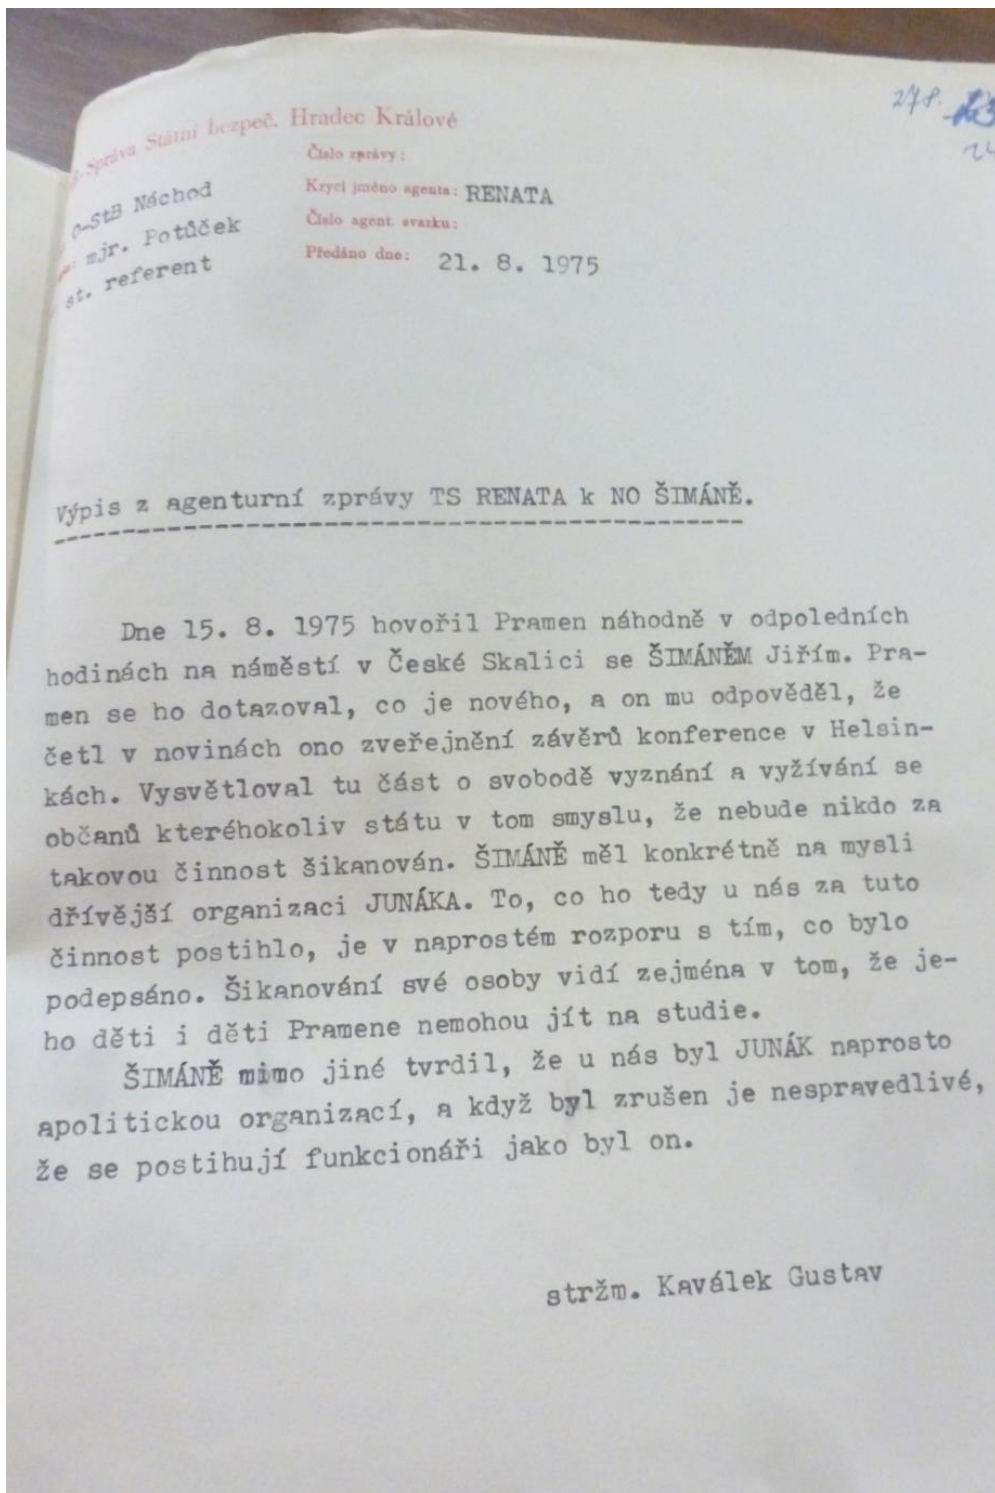 Správa Státní bezpeč. Hradec Králové
Číslo zprávy:
Krycí jméno agenta: RENATA
Číslo agent. svazku:
Předáno dne: 21. 8. 1975
O-StB Náchod
mjr. Potůček
st. referent
278.
Výpis z agenturní zprávy TS RENATA k NO ŠIMÁNĚ.
Dne 15. 8. 1975 hovořil Pramen náhodně v odpoledních
hodinách na náměstí v České Skalici se ŠIMÁNĚM Jiřím. Pra-
men se ho dotazoval, co je nového, a on mu odpověděl, že
četl v novinách ono zveřejnění závěrů konference v Helsin-
kách. Vysvětloval tu část o svobodě vyznání a vyžívání se
občanů kteréhokoliv státu v tom smyslu, že nebude nikdo za
takovou činnost šikanován. ŠIMÁNĚ měl konkrétně na mysli
dřívější organizaci JUNÁKA. To, co ho tedy u nás za tuto
činnost postihlo, je v naprostém rozporu s tím, co bylo
podepsáno. Šikanování své osoby vidí zejména v tom, že je-
ho děti i děti Pramene nemohou jít na studie.
ŠIMÁNĚ mimo jiné tvrdil, že u nás byl JUNÁK naprosto
apolitickou organizací, a když byl zrušen je nespravedlivé,
že se postihují funkcionáři jako byl on.
stržm. Kaválek Gustav